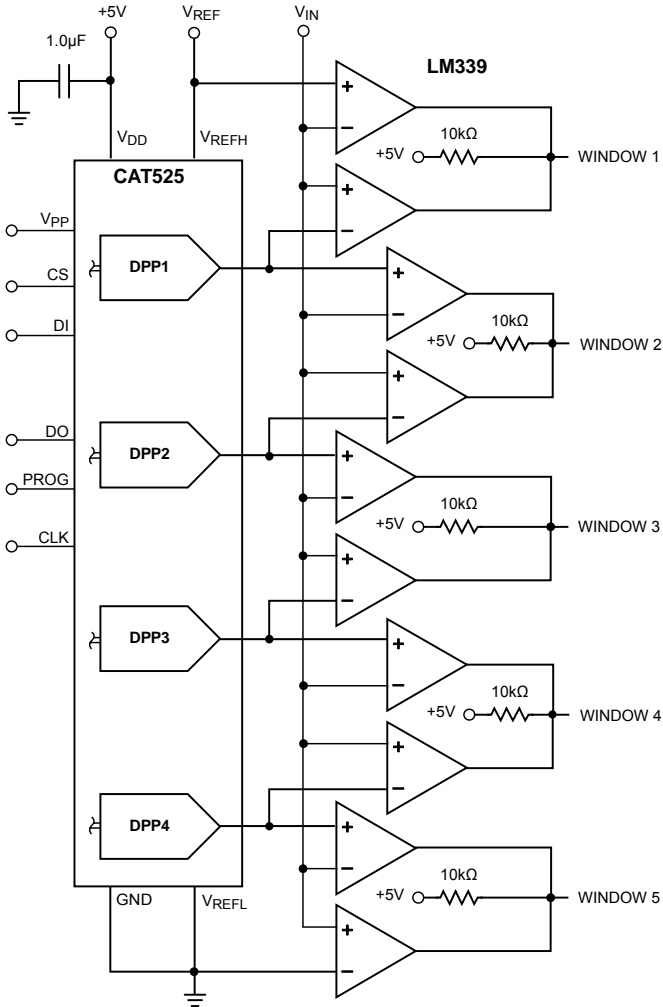 +5V
VREF
VIN
1.0µF
LM339
+
−
10kΩ
+5V
WINDOW 1
VDD
VREFH
CAT525
+
−
VPP
DPP1
+
−
CS
10kΩ
+5V
WINDOW 2
DI
+
−
DO
DPP2
+
−
PROG
10kΩ
+5V
WINDOW 3
CLK
+
−
DPP3
+
−
10kΩ
+5V
WINDOW 4
+
−
DPP4
+
−
10kΩ
+5V
WINDOW 5
GND
VREFL
+
−